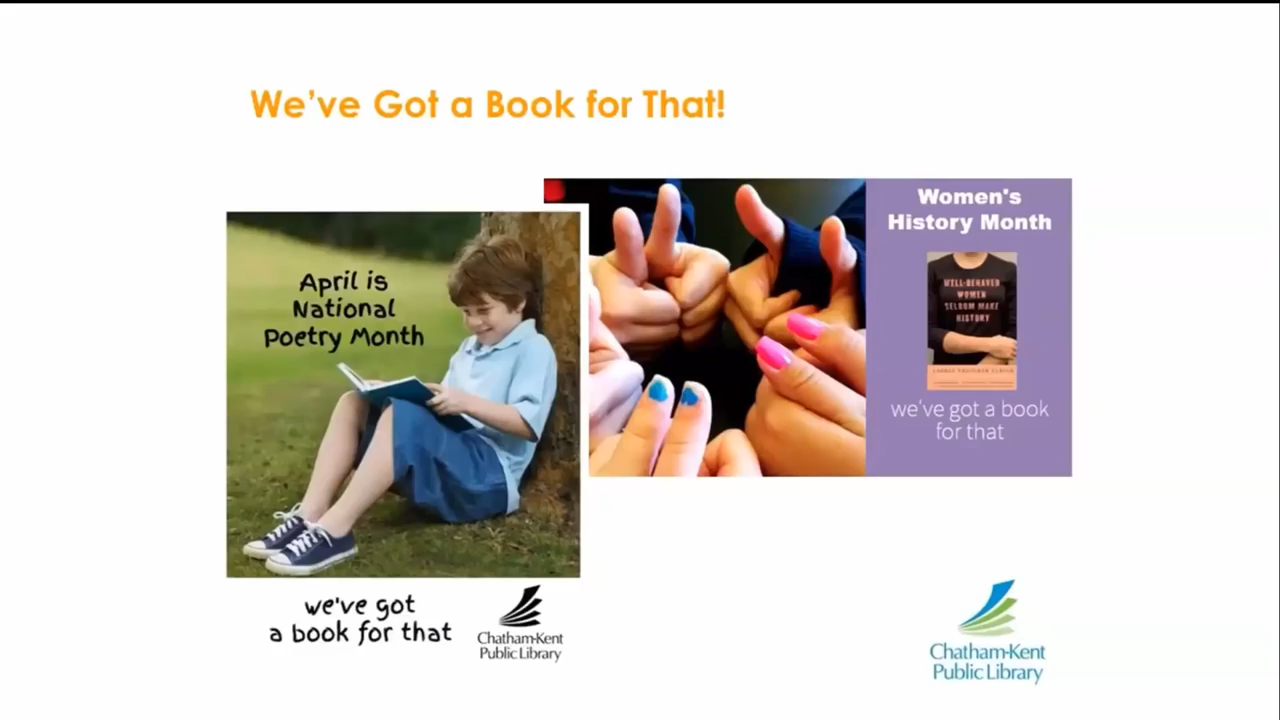 We've Got a Book for That!
April is
National
Poetry Month
we've got
a book for that
Chatham-Kent
Public Library
Women's
History Month
WELL-BEHAVED
WOMEN
SELDOM MAKE
HISTORY
we've got a book
for that
Chatham-Kent
Public Library